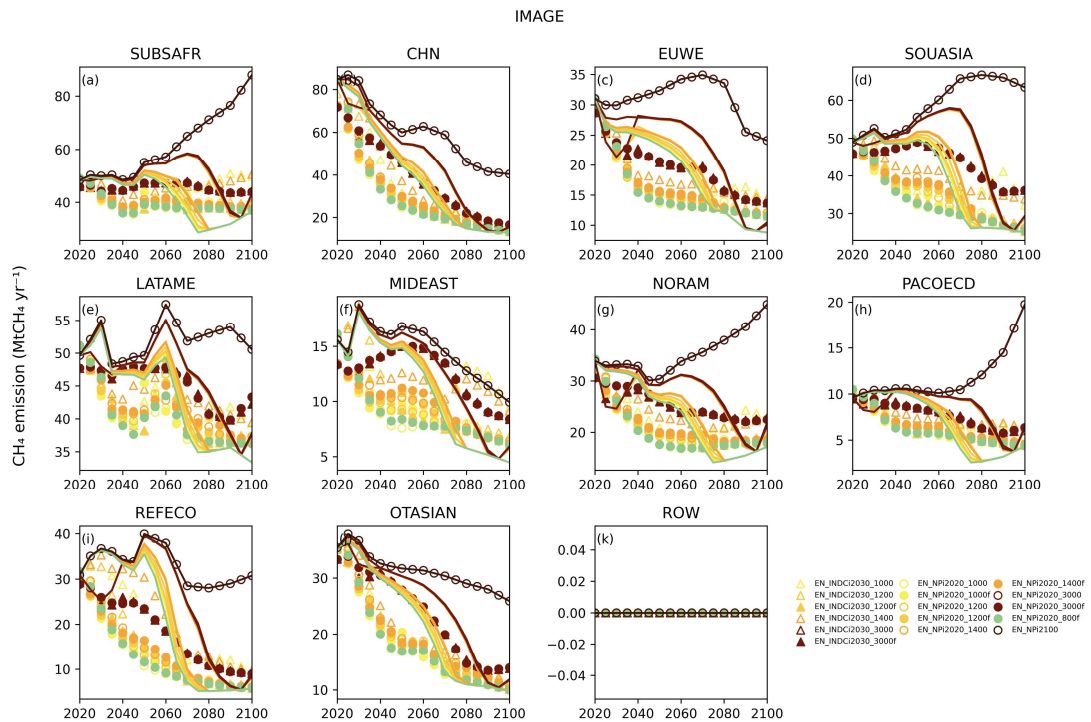 IMAGE
SUBSAFR
CHN
EUWE
SOUASIA
(a)
(c)
(d)
80
60
40
80
60
40
20
35
30
25
20
15
10
60
50
40
30
2020 2040 2060 2080 2100
2020 2040 2060 2080 2100
2020 2040 2060 2080 2100
2020 2040 2060 2080 2100
CH₄ emission (MtCH₄ yr⁻¹)
LATAME
MIDEAST
NORAM
PACOECD
(e)
(f)
(g)
(h)
55
50
45
40
35
15
10
5
40
30
20
20
15
10
5
2020 2040 2060 2080 2100
2020 2040 2060 2080 2100
2020 2040 2060 2080 2100
2020 2040 2060 2080 2100
REFECO
OTASIAN
ROW
(i)
(k)
40
30
20
10
30
20
10
0.04
0.02
0.00
−0.02
−0.04
2020 2040 2060 2080 2100
2020 2040 2060 2080 2100
2020 2040 2060 2080 2100
EN_INDCi2030_1000
EN_INDCi2030_1200
EN_INDCi2030_1200f
EN_INDCi2030_1400
EN_INDCi2030_3000
EN_INDCi2030_3000f
EN_NPi2020_1000
EN_NPi2020_1000f
EN_NPi2020_1200
EN_NPi2020_1200f
EN_NPi2020_1400
EN_NPi2020_1400f
EN_NPi2020_3000
EN_NPi2020_3000f
EN_NPi2020_800f
EN_NPi2100